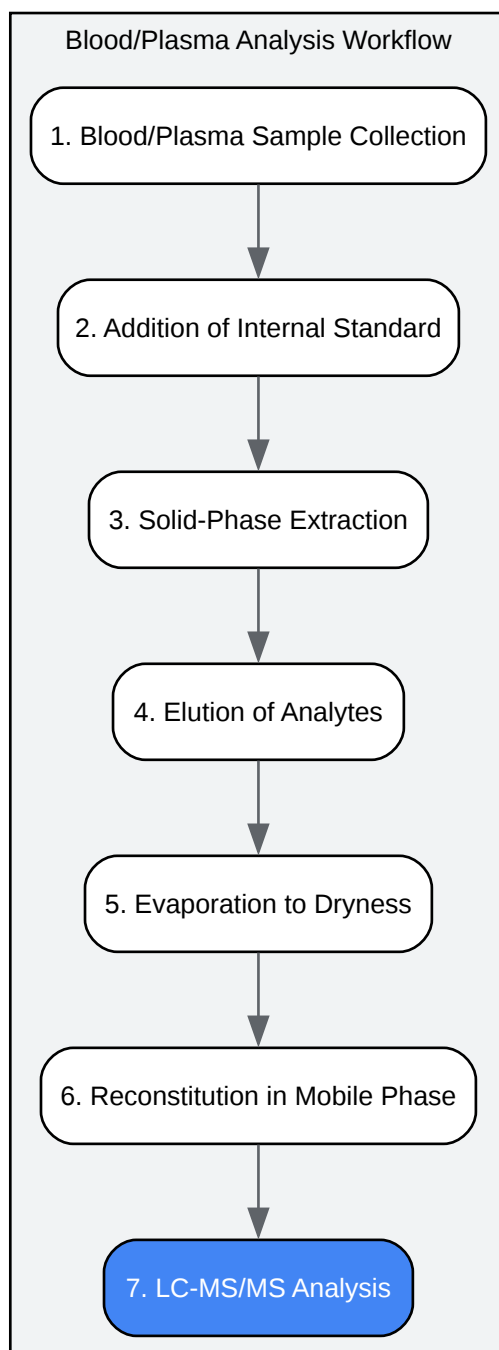 Blood/Plasma Analysis Workflow
1. Blood/Plasma Sample Collection
2. Addition of Internal Standard
3. Solid-Phase Extraction
4. Elution of Analytes
5. Evaporation to Dryness
6. Reconstitution in Mobile Phase
7. LC-MS/MS Analysis